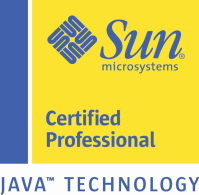 Sun
microsystems
Certified
Professional
JAVA™ TECHNOLOGY